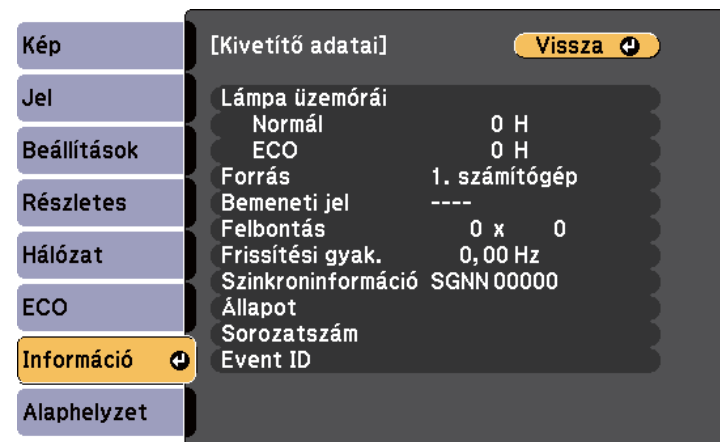 Kép
Jel
Beállítások
Részletes
Hálózat
ECO
Információ
Alaphelyzet
[Kivetítő adatai] Vissza
Lámpa üzemórái
Normál 0 H
ECO 0 H
Forrás 1. számítógép
Bemeneti jel ----
Felbontás 0 x 0
Frissítési gyak. 0,00 Hz
Szinkroninformáció SGNN 00000
Állapot
Sorozatszám
Event ID